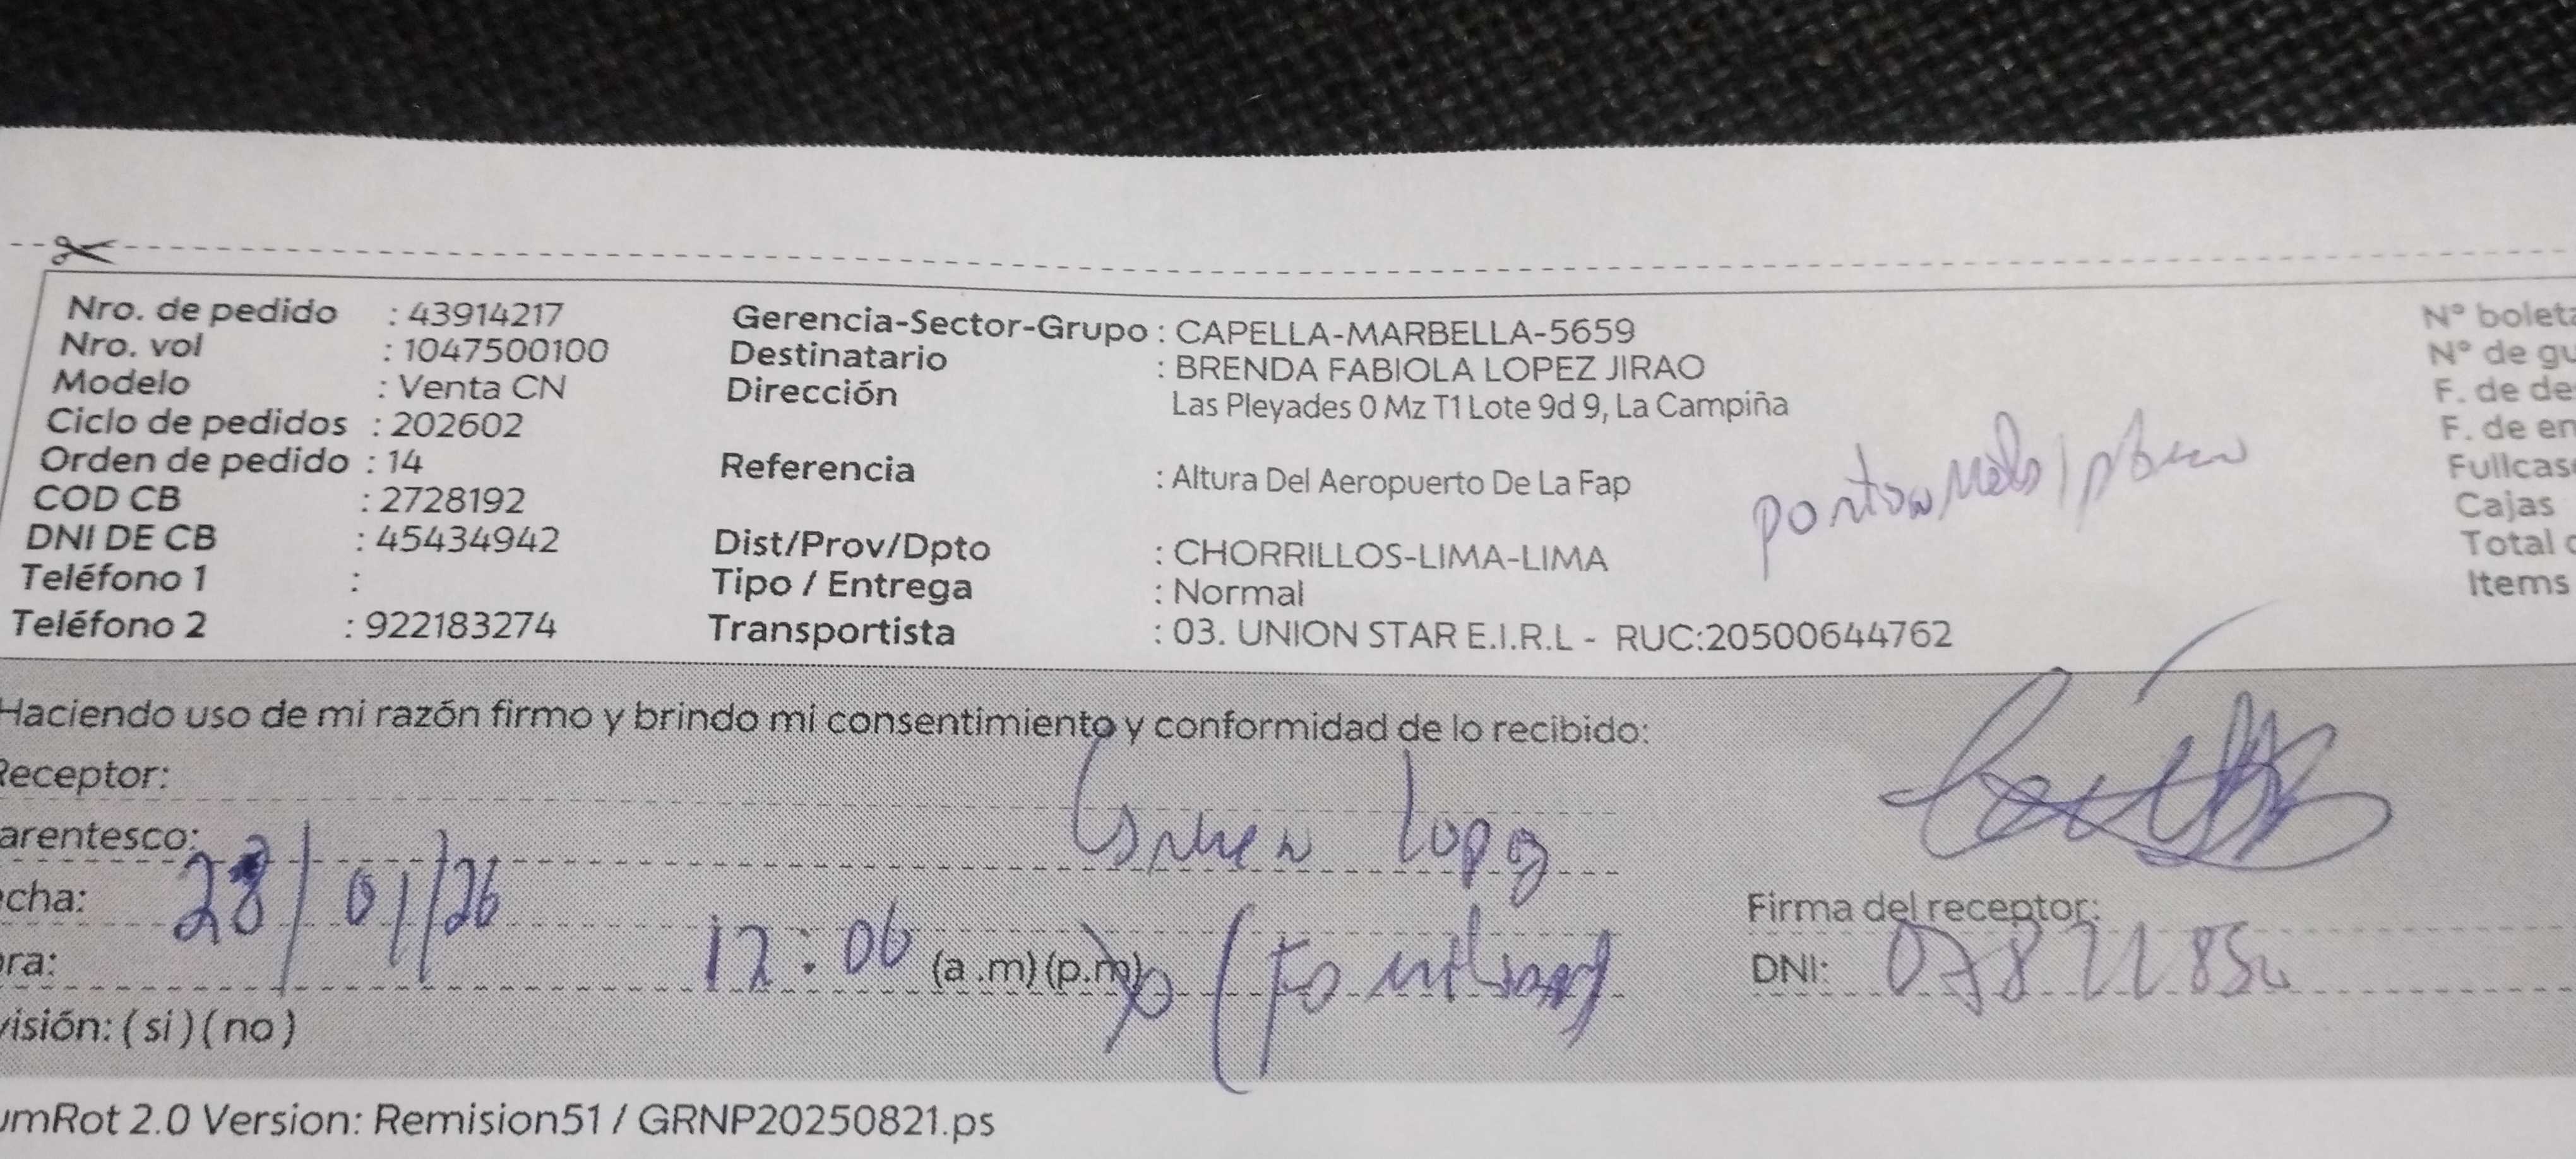 Nro. de pedido : 43914217
Nro. vol : 1047500100
Modelo : Venta CN
Ciclo de pedidos : 202602
Orden de pedido : 14
COD CB : 2728192
DNI DE CB : 45434942
Teléfono 1 :
Teléfono 2 : 922183274
Gerencia-Sector-Grupo : CAPELLA-MARBELLA-5659
Destinatario : BRENDA FABIOLA LOPEZ JIRAO
Dirección Las Pleyades 0 Mz T1 Lote 9d 9, La Campiña
Referencia : Altura Del Aeropuerto De La Fap
Dist/Prov/Dpto : CHORRILLOS-LIMA-LIMA
Tipo / Entrega : Normal
Transportista : 03. UNION STAR E.I.R.L - RUC:20500644762
N° boleta
N° de gu
F. de de
F. de en
Fullcas
Cajas
Total
Items
Haciendo uso de mi razón firmo y brindo mi consentimiento y conformidad de lo recibido:
Receptor:
arentesco:
cha: 28/01/26
ra: 12:06 (a .m) (p.m)
Firma del receptor:
DNI:
visión: ( si ) ( no )
umRot 2.0 Version: Remision51 / GRNP20250821.ps